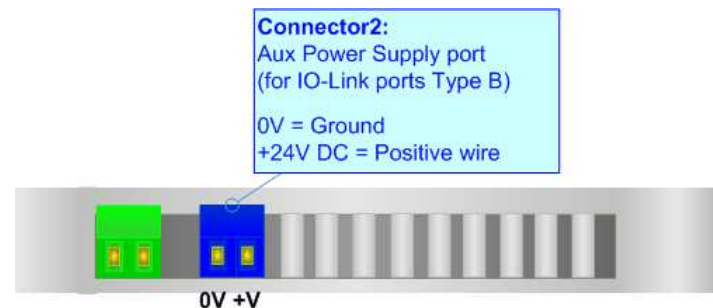 Connector2:
Aux Power Supply port
(for IO-Link ports Type B)
0V = Ground
+24V DC = Positive wire
0V +V